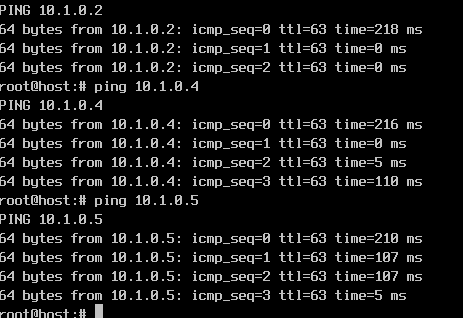 PING 10.1.0.2
64 bytes from 10.1.0.2: icmp_seq=0 ttl=63 time=218 ms
64 bytes from 10.1.0.2: icmp_seq=1 ttl=63 time=0 ms
64 bytes from 10.1.0.2: icmp_seq=2 ttl=63 time=0 ms
root@host:# ping 10.1.0.4
PING 10.1.0.4
64 bytes from 10.1.0.4: icmp_seq=0 ttl=63 time=216 ms
64 bytes from 10.1.0.4: icmp_seq=1 ttl=63 time=0 ms
64 bytes from 10.1.0.4: icmp_seq=2 ttl=63 time=5 ms
64 bytes from 10.1.0.4: icmp_seq=3 ttl=63 time=110 ms
root@host:# ping 10.1.0.5
PING 10.1.0.5
64 bytes from 10.1.0.5: icmp_seq=0 ttl=63 time=210 ms
64 bytes from 10.1.0.5: icmp_seq=1 ttl=63 time=107 ms
64 bytes from 10.1.0.5: icmp_seq=2 ttl=63 time=107 ms
64 bytes from 10.1.0.5: icmp_seq=3 ttl=63 time=5 ms
root@host:#